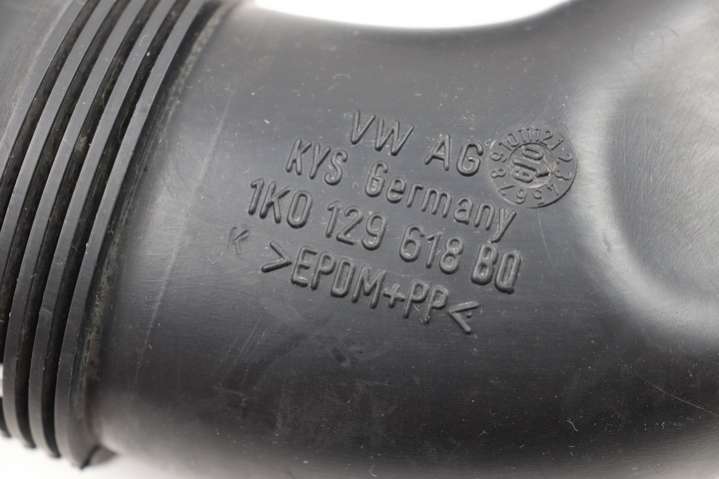 VW AG
KYS Germany
1K0 129 618 BQ
K >EPDM+PP<